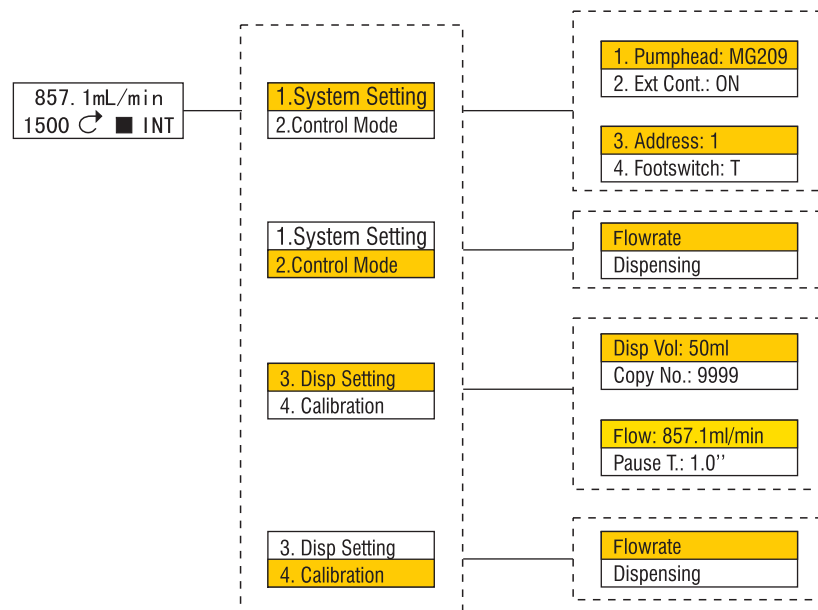 857.1mL/min
1500 ■ INT
1.System Setting
2.Control Mode
1. Pumphead: MG209
2. Ext Cont.: ON
3. Address: 1
4. Footswitch: T
1.System Setting
2.Control Mode
Flowrate
Dispensing
3. Disp Setting
4. Calibration
Disp Vol: 50ml
Copy No.: 9999
Flow: 857.1ml/min
Pause T.: 1.0’’
3. Disp Setting
4. Calibration
Flowrate
Dispensing